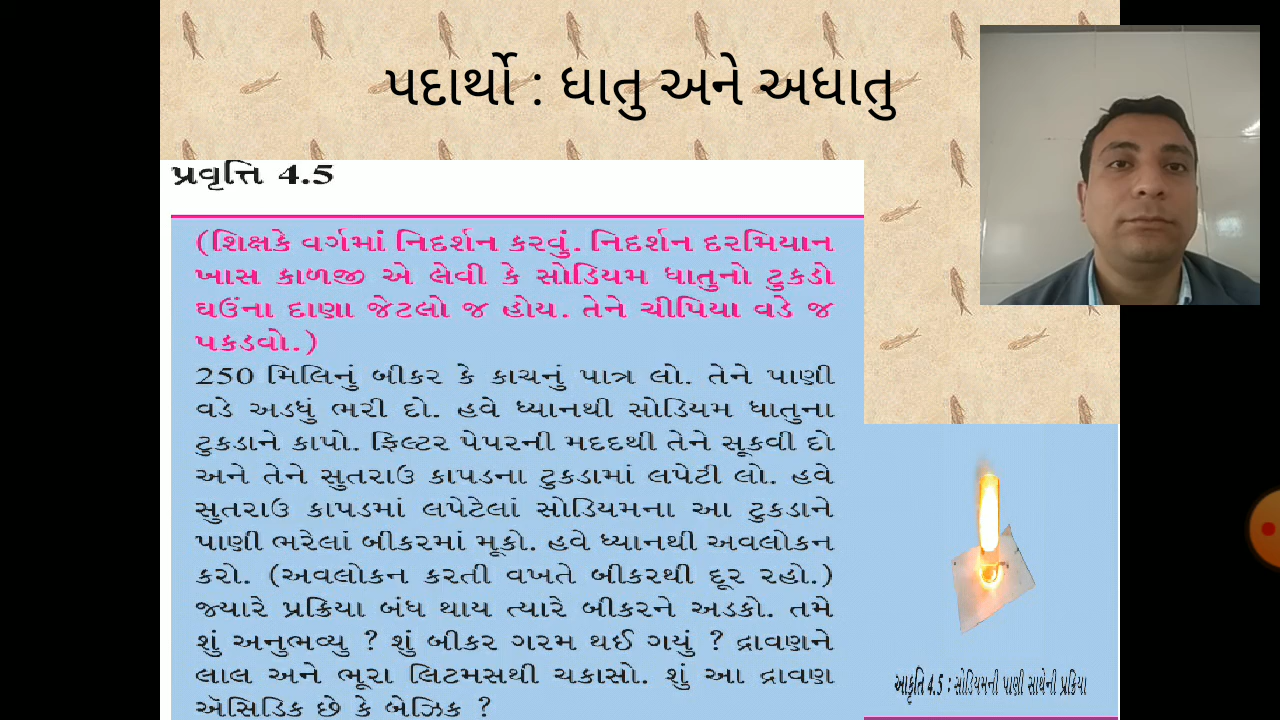 પદાર્થો : ધાતુ અને અધાતુ
પ્રવૃત્તિ 4.5
(શિક્ષકે વર્ગમાં નિદર્શન કરવું. નિદર્શન દરમિયાન
ખાસ કાળજી એ લેવી કે સોડિયમ ધાતુનો ટુકડો
ઘઉંના દાણા જેટલો જ હોય. તેને ચીપિયા વડે જ
પકડવો.)
250 મિલિનું બીકર કે કાચનું પાત્ર લો. તેને પાણી
વડે અડધું ભરી દો. હવે ધ્યાનથી સોડિયમ ધાતુના
ટુકડાને કાપો. ફિલ્ટર પેપરની મદદથી તેને સૂકવી દો
અને તેને સુતરાઉ કાપડના ટુકડામાં લપેટી લો. હવે
સુતરાઉ કાપડમાં લપેટેલાં સોડિયમના આ ટુકડાને
પાણી ભરેલાં બીકરમાં મૂકો. હવે ધ્યાનથી અવલોકન
કરો. (અવલોકન કરતી વખતે બીકરથી દૂર રહો.)
જ્યારે પ્રક્રિયા બંધ થાય ત્યારે બીકરને અડકો. તમે
શું અનુભવ્યુ ? શું બીકર ગરમ થઈ ગયું ? દ્રાવણને
લાલ અને ભૂરા લિટમસથી ચકાસો. શું આ દ્રાવણ
ઍસિડિક છે કે બેઝિક ?
આકૃતિ 4.5 : સોડિયમની પાણી સાથેની પ્રક્રિયા